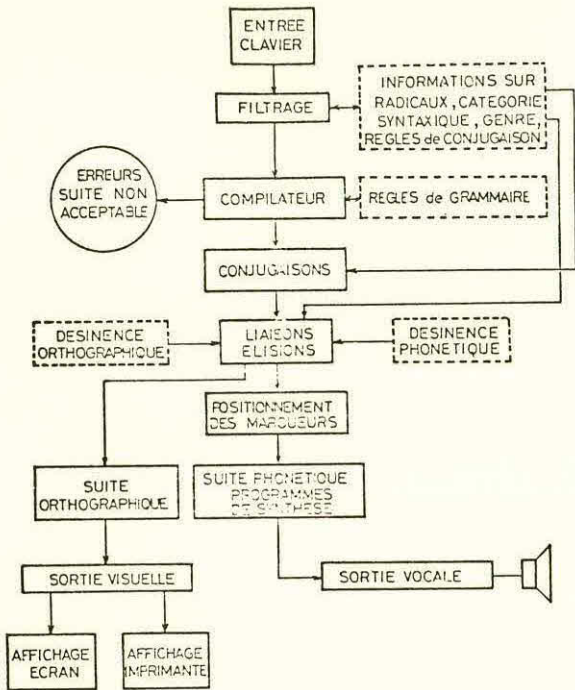 ENTREE
CLAVIER
FILTRAGE
INFORMATIONS SUR
RADICAUX, CATEGORIE
SYNTAXIQUE, GENRE,
REGLES de CONJUGAISON
ERREURS
SUITE NON
ACCEPTABLE
COMPILATEUR
REGLES de GRAMMAIRE
CONJUGAISONS
DESINENCE
ORTHOGRAPHIQUE
LIAISONS
ELISIONS
DESINENCE
PHONETIQUE
POSITIONNEMENT
DES MARQUEURS
SUITE
ORTHOGRAPHIQUE
SUITE PHONETIQUE
PROGRAMMES
DE SYNTHESE
SORTIE VISUELLE
SORTIE VOCALE
AFFICHAGE
ECRAN
AFFICHAGE
IMPRIMANTE